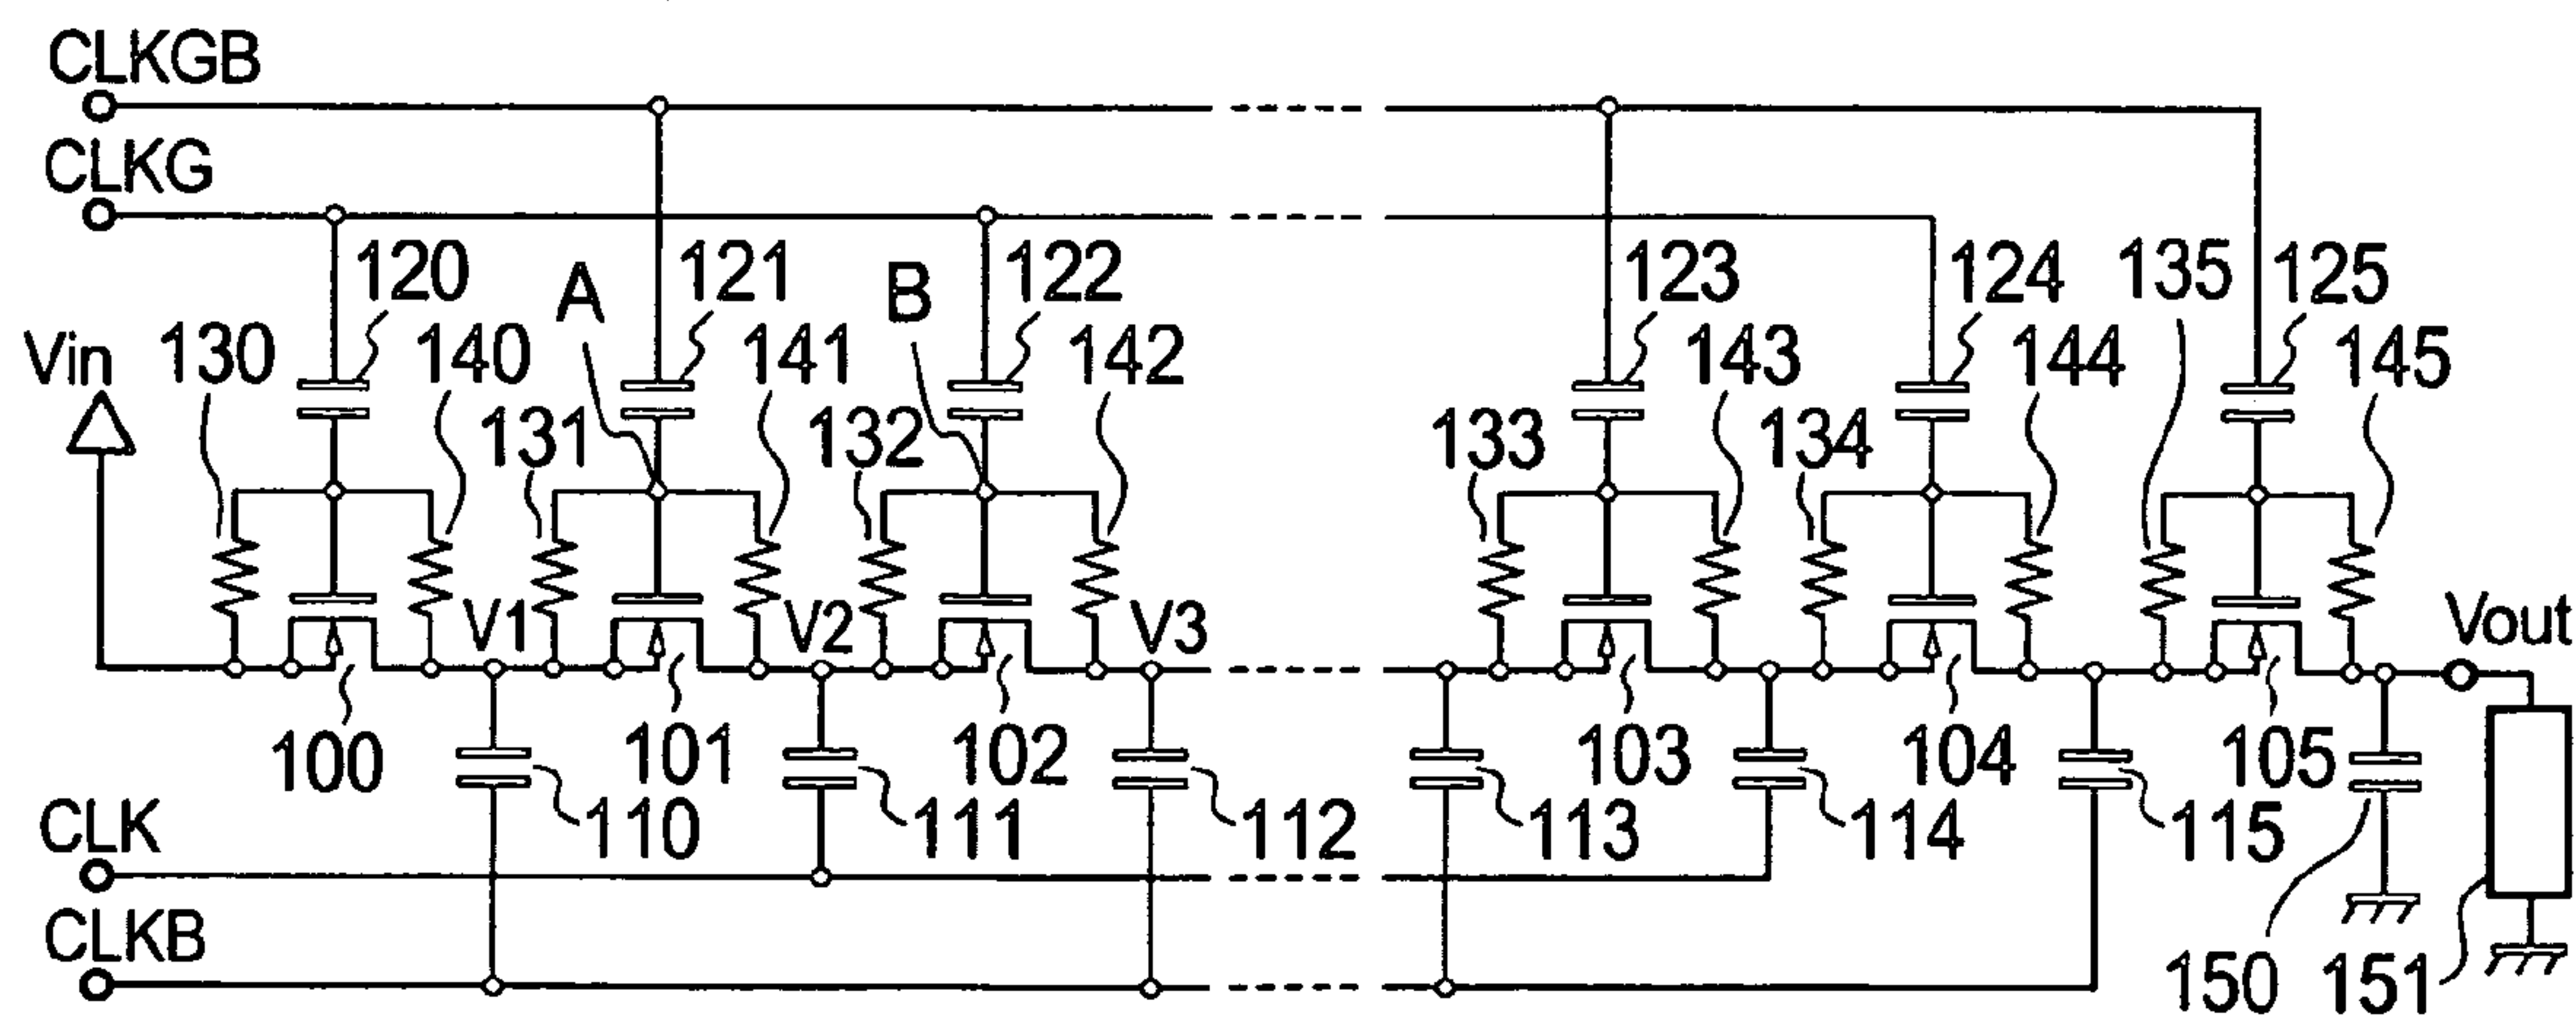 CLKGB
CLKG
120 A 121 B 122 123 124 135 125
Vin 130 140 141 142 143 144 145
131 132 133 134
V1 V2 V3 Vout
100 101 102 103 104 105
CLK 110 111 112 113 114 115
CLKB 150 151